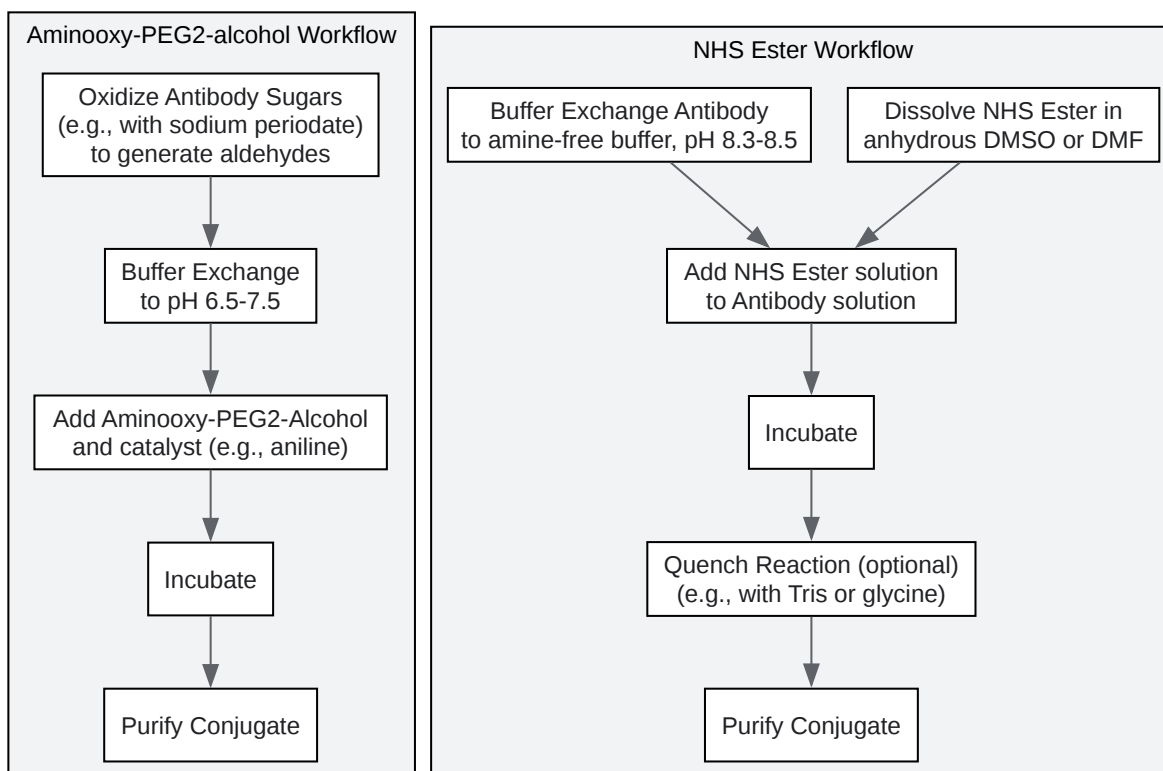 Aminooxy-PEG2-alcohol Workflow
Oxidize Antibody Sugars
(e.g., with sodium periodate)
to generate aldehydes
Buffer Exchange
to pH 6.5-7.5
Add Aminooxy-PEG2-Alcohol
and catalyst (e.g., aniline)
Incubate
Purify Conjugate
NHS Ester Workflow
Buffer Exchange Antibody
to amine-free buffer, pH 8.3-8.5
Dissolve NHS Ester in
anhydrous DMSO or DMF
Add NHS Ester solution
to Antibody solution
Incubate
Quench Reaction (optional)
(e.g., with Tris or glycine)
Purify Conjugate